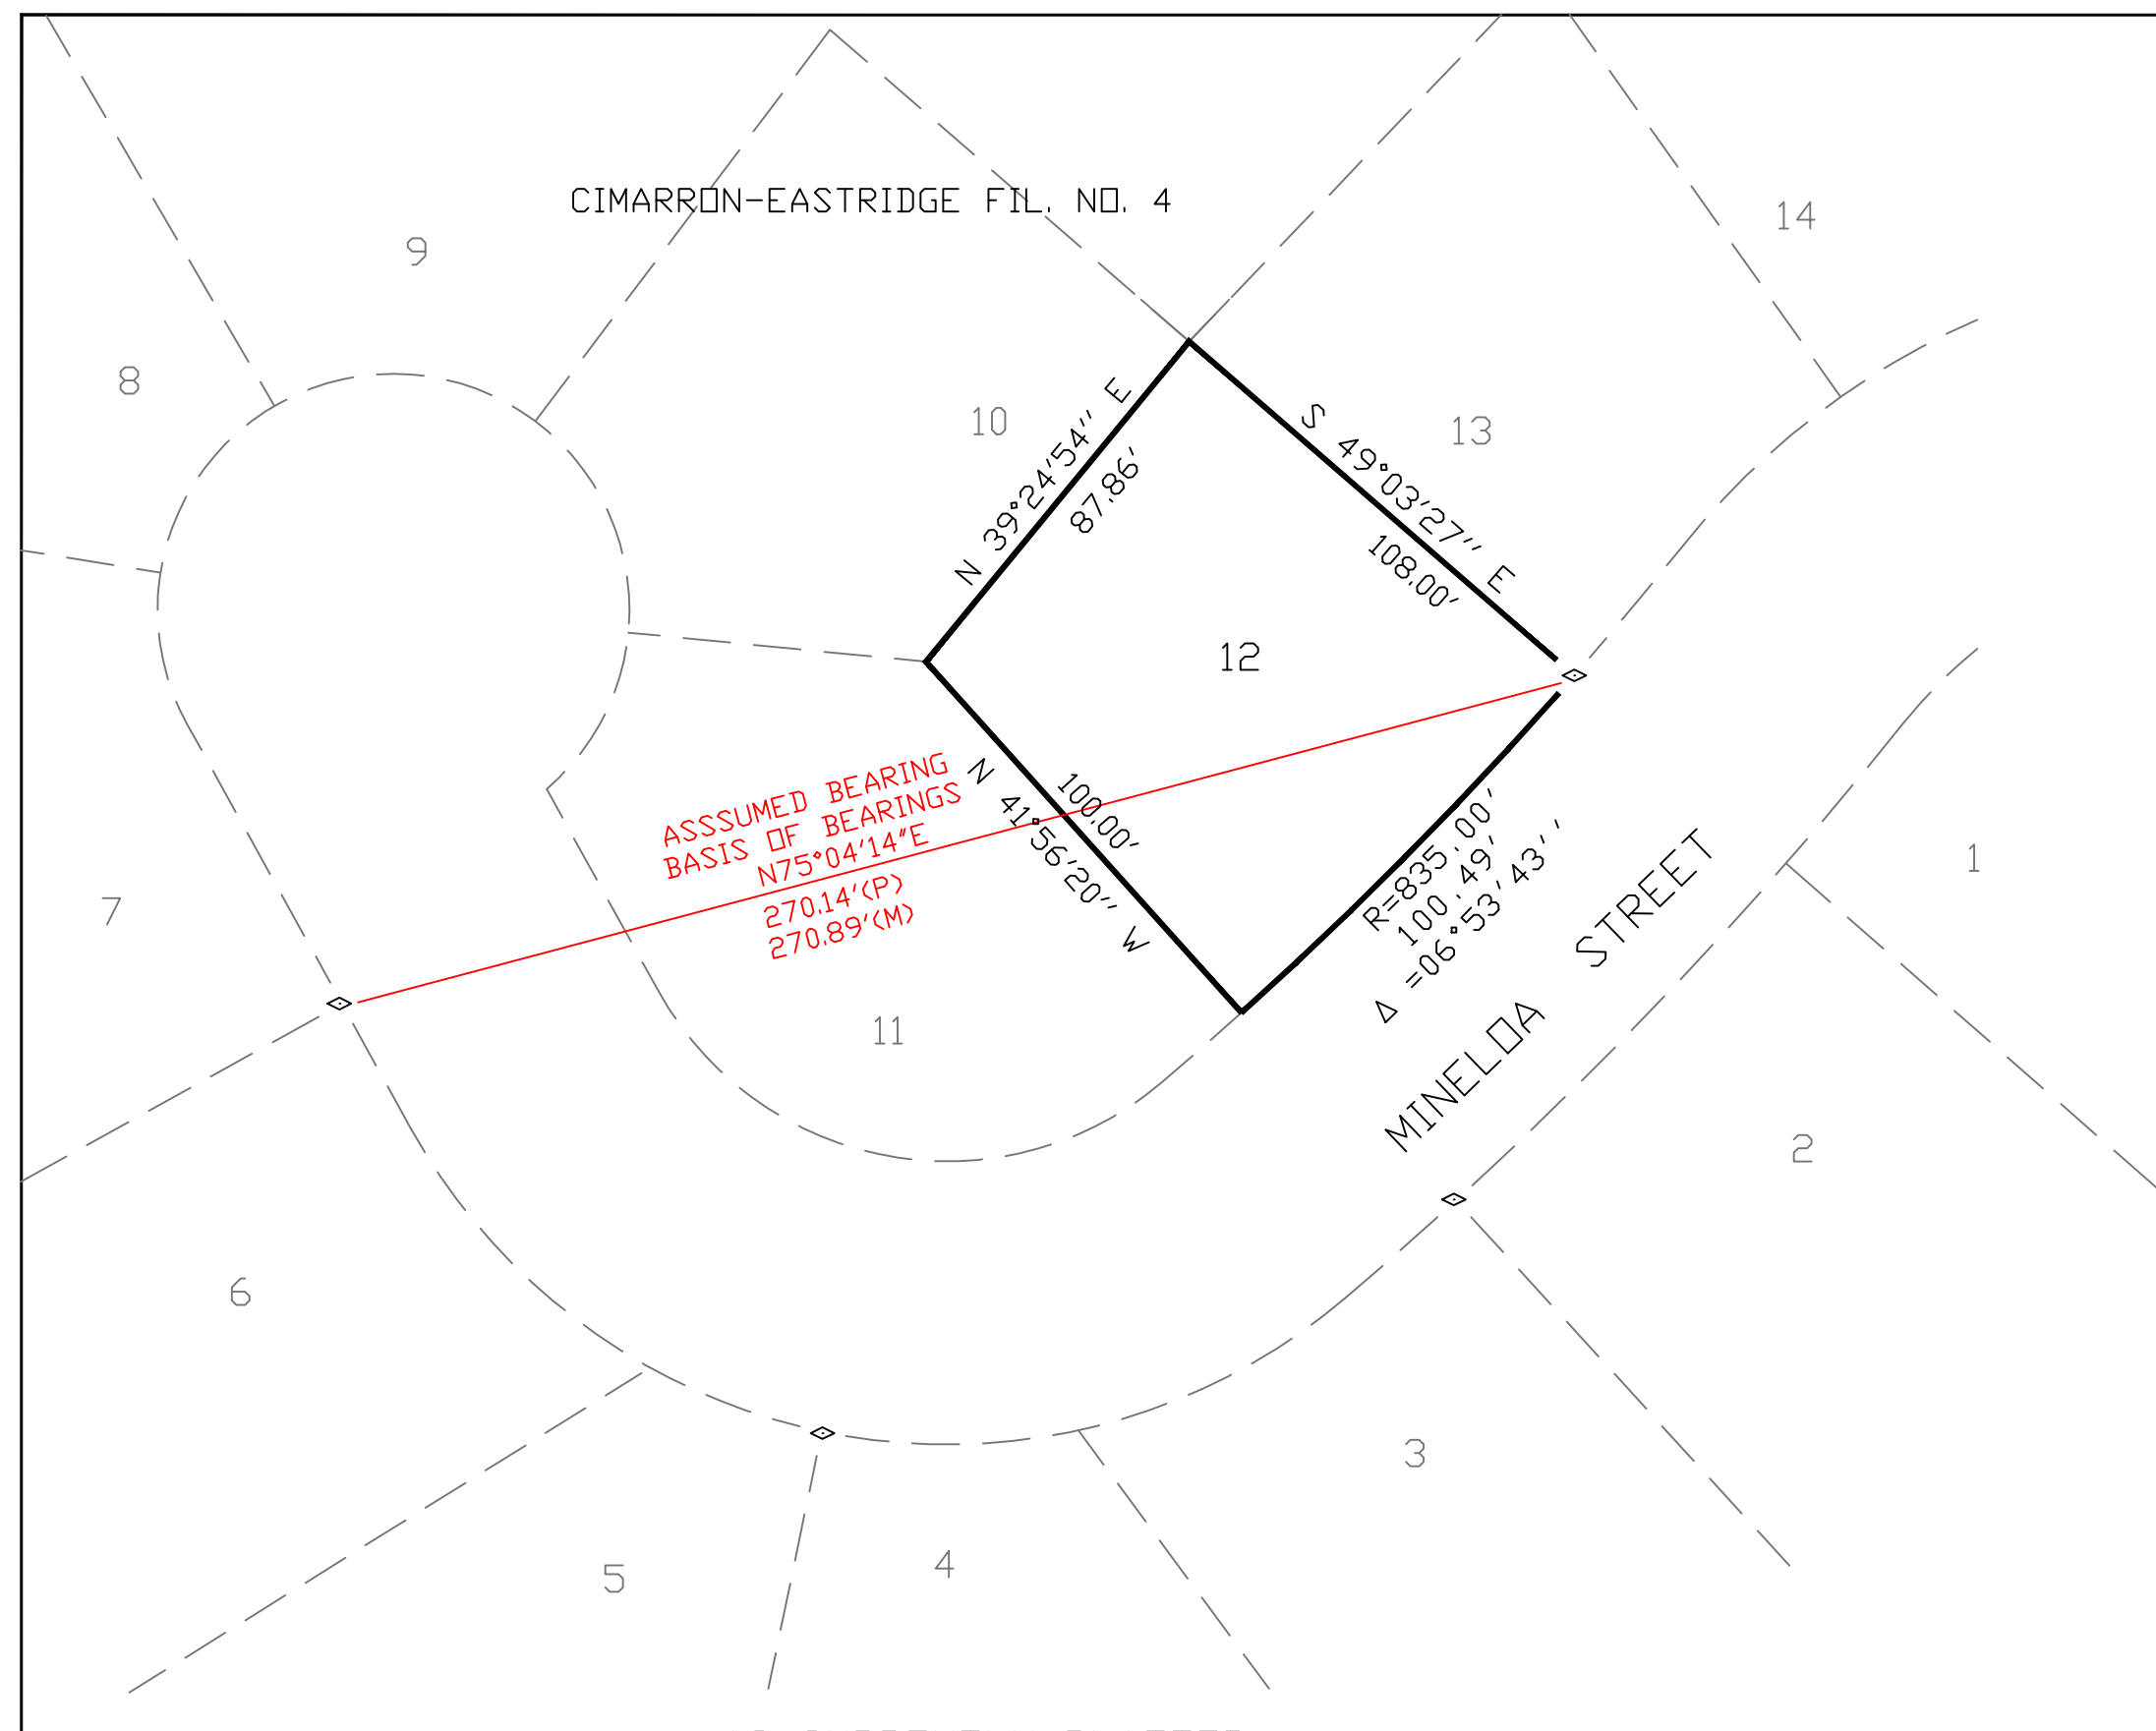 CIMARRON-EASTRIDGE FIL. NO. 4
14
9
8
10
13
N 39°24'54" E
87.86'
S 49°03'27" E
108.00'
12
ASSSUMED BEARING
BASIS OF BEARINGS
N75°04'14"E
270.14'(P)
270.89'(M)
100.00'
N 41°56'20" W
R=835.00'
100.49'
Δ =06°53'43''
MINELOA STREET
1
7
11
2
6
3
5
4